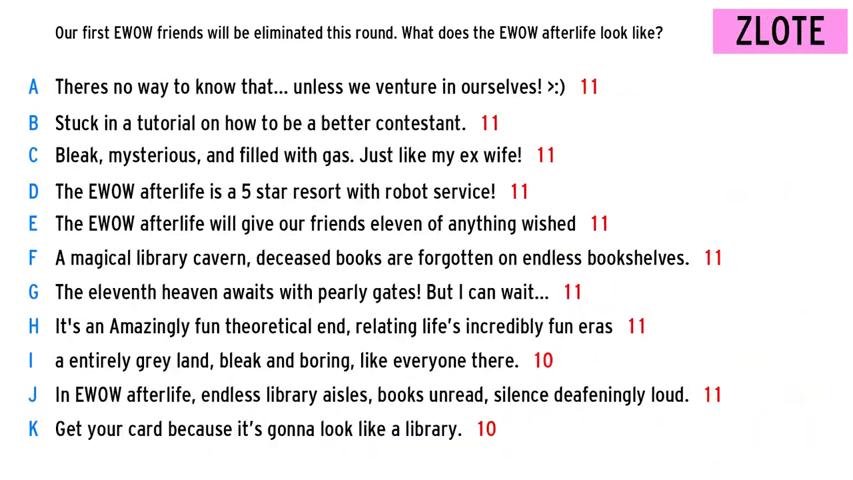 Our first EWOW friends will be eliminated this round. What does the EWOW afterlife look like?
ZLOTE
A Theres no way to know that... unless we venture in ourselves! >:) 11
B Stuck in a tutorial on how to be a better contestant. 11
C Bleak, mysterious, and filled with gas. Just like my ex wife! 11
D The EWOW afterlife is a 5 star resort with robot service! 11
E The EWOW afterlife will give our friends eleven of anything wished 11
F A magical library cavern, deceased books are forgotten on endless bookshelves. 11
G The eleventh heaven awaits with pearly gates! But I can wait... 11
H It's an Amazingly fun theoretical end, relating life's incredibly fun eras 11
I a entirely grey land, bleak and boring, like everyone there. 10
J In EWOW afterlife, endless library aisles, books unread, silence deafeningly loud. 11
K Get your card because it's gonna look like a library. 10